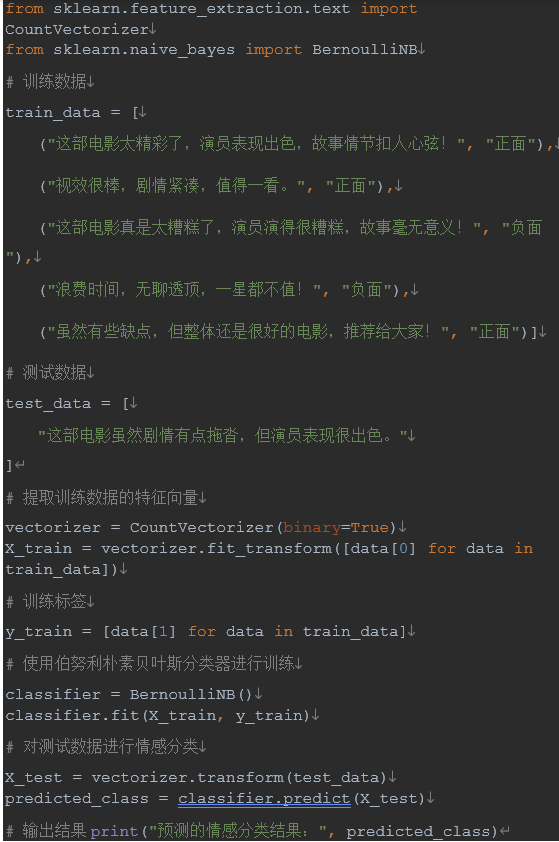 from sklearn.feature_extraction.text import
CountVectorizer↓
from sklearn.naive_bayes import BernoulliNB↓
# 训练数据↓
train_data = [↓
("这部电影太精彩了，演员表现出色，故事情节扣人心弦！", "正面"),↓
("视效很棒，剧情紧凑，值得一看。", "正面"),↓
("这部电影真是太糟糕了，演员演得很糟糕，故事毫无意义！", "负面
"),↓
("浪费时间，无聊透顶，一星都不值！", "负面"),↓
("虽然有些缺点，但整体还是很好的电影，推荐给大家！", "正面")]↓
# 测试数据↓
test_data = [↓
"这部电影虽然剧情有点拖沓，但演员表现很出色。"↓
]↵
# 提取训练数据的特征向量↓
vectorizer = CountVectorizer(binary=True)↓
X_train = vectorizer.fit_transform([data[0] for data in
train_data])↓
# 训练标签↓
y_train = [data[1] for data in train_data]↓
# 使用伯努利朴素贝叶斯分类器进行训练↓
classifier = BernoulliNB()↓
classifier.fit(X_train, y_train)↓
# 对测试数据进行情感分类↓
X_test = vectorizer.transform(test_data)↓
predicted_class = classifier.predict(X_test)↓
# 输出结果print("预测的情感分类结果：", predicted_class)↵